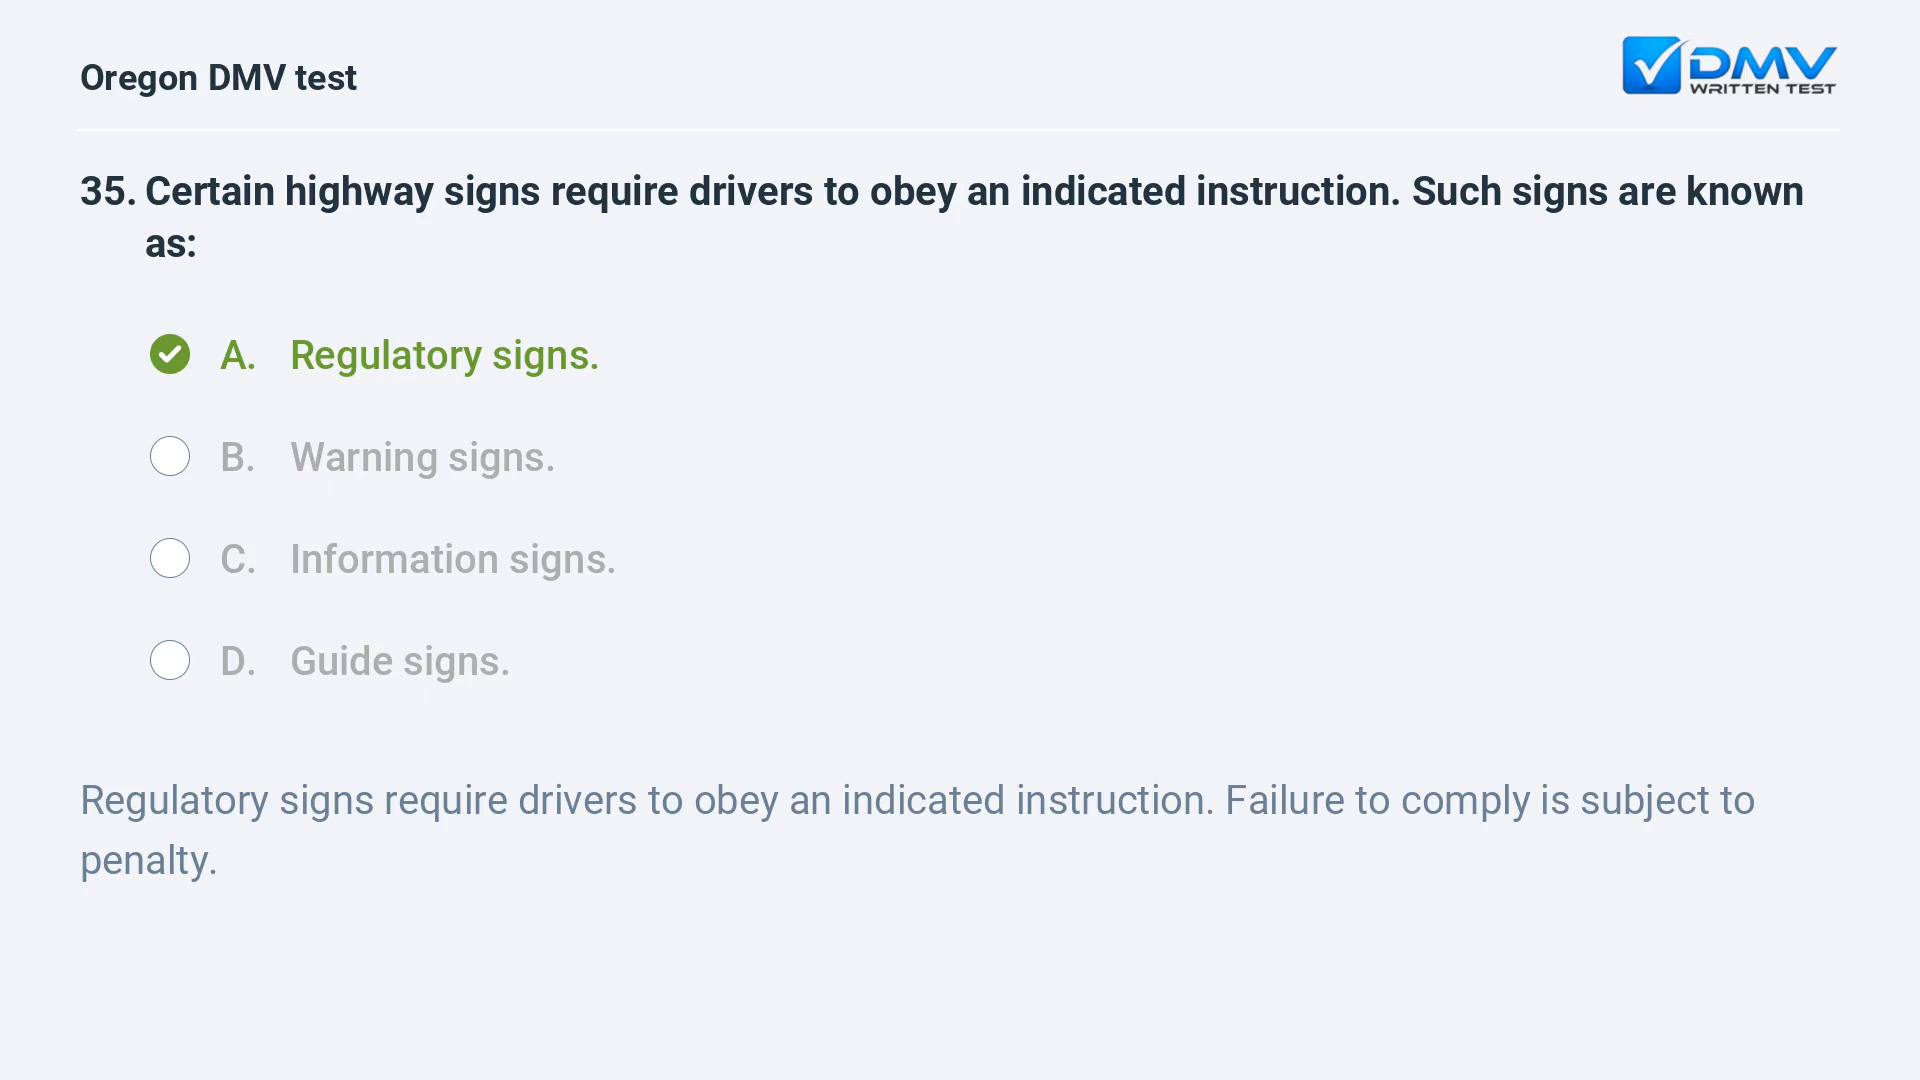 Oregon DMV test
DMV
WRITTEN TEST
35. Certain highway signs require drivers to obey an indicated instruction. Such signs are known
as:
A. Regulatory signs.
B. Warning signs.
C. Information signs.
D. Guide signs.
Regulatory signs require drivers to obey an indicated instruction. Failure to comply is subject to
penalty.